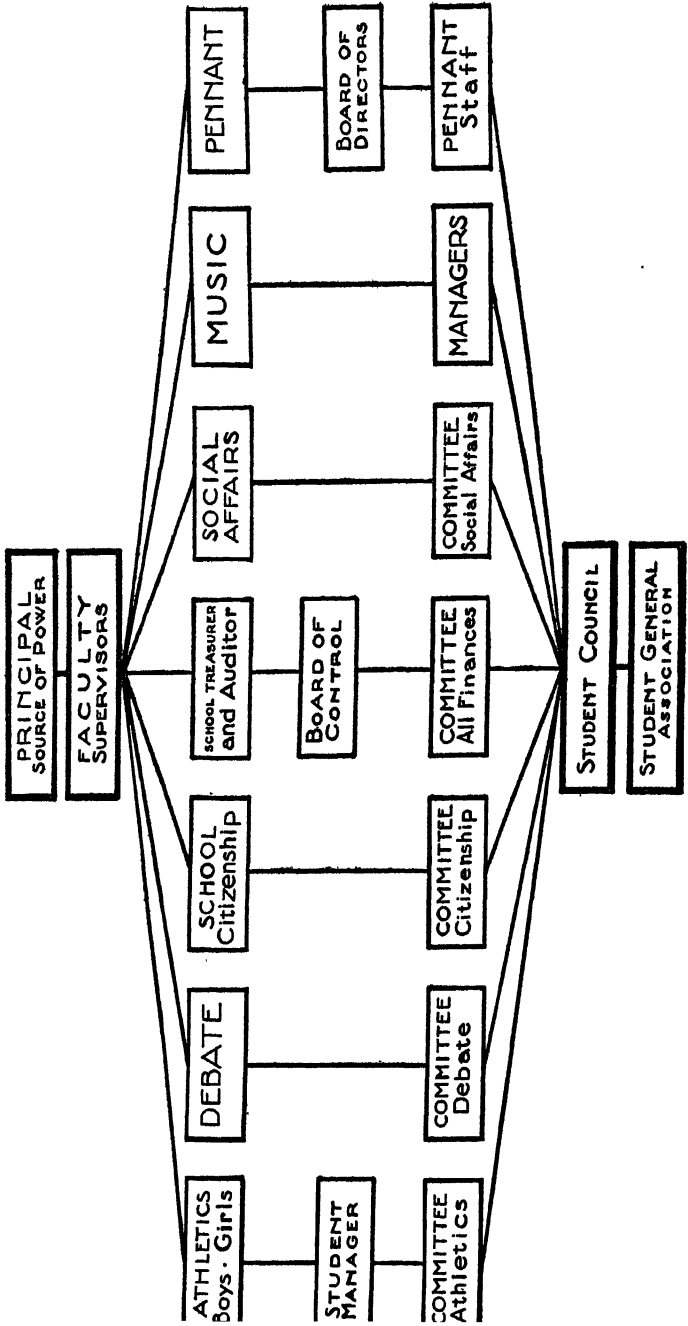 PRINCIPAL
SOURCE OF POWER
FACULTY
SUPERVISORS
ATHLETICS
Boys · Girls
DEBATE
SCHOOL
Citizenship
SCHOOL TREASURER
and Auditor
SOCIAL
AFFAIRS
MUSIC
PENNANT
STUDENT
MANAGER
BOARD OF
CONTROL
BOARD OF
DIRECTORS
COMMITTEE
Athletics
COMMITTEE
Debate
COMMITTEE
Citizenship
COMMITTEE
All Finances
COMMITTEE
Social Affairs
MANAGERS
PENNANT
Staff
STUDENT COUNCIL
STUDENT GENERAL
ASSOCIATION